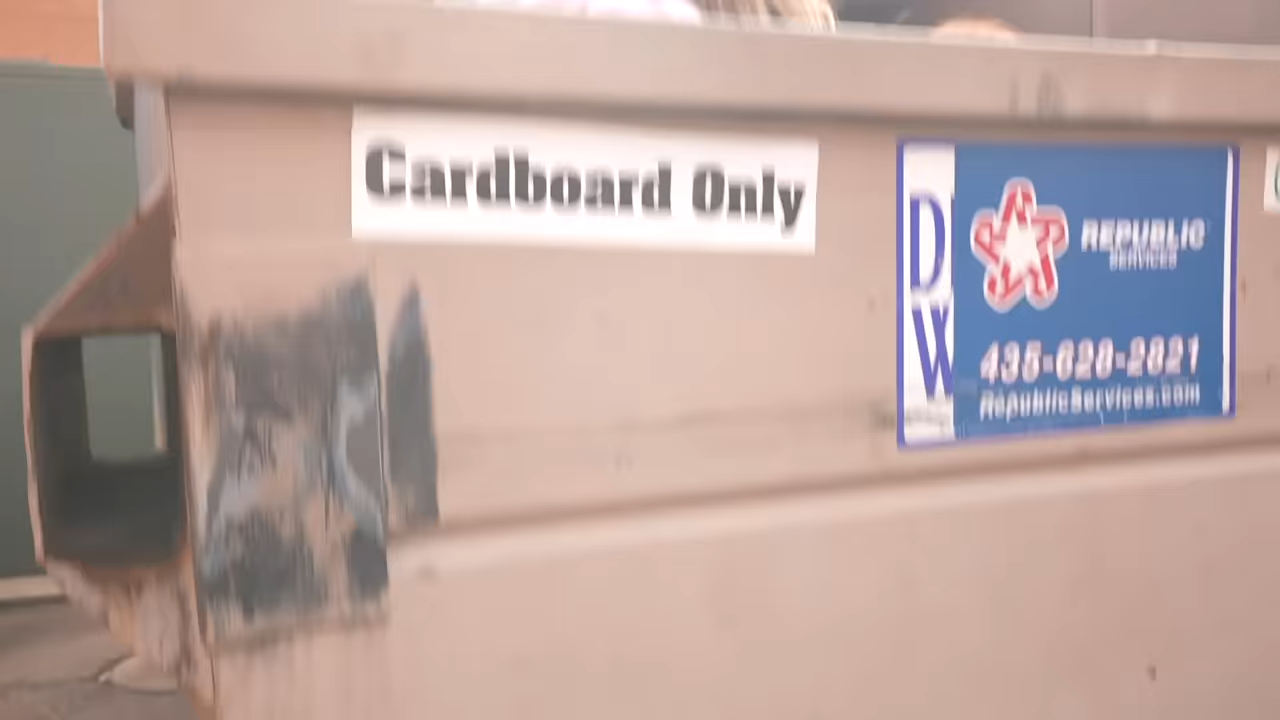 Cardboard Only
D
W
REPUBLIC
SERVICES
435-628-2821
RepublicServices.com